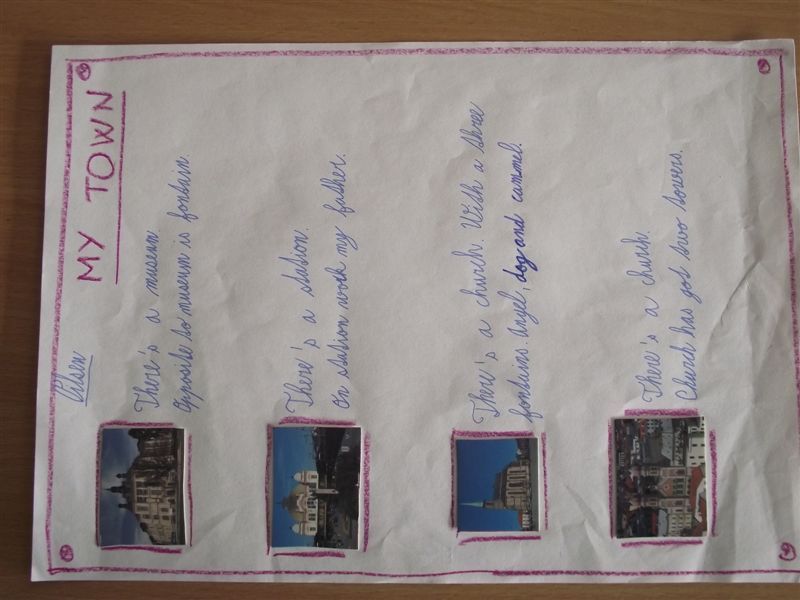 Pilsen
MY TOWN
There's a museum.
Opposite to museum is fontain
There's a station.
On station work my father.
There's a church. With a three
fontains. Angel, dog and cammel.
There's a church.
Church has got two towers.